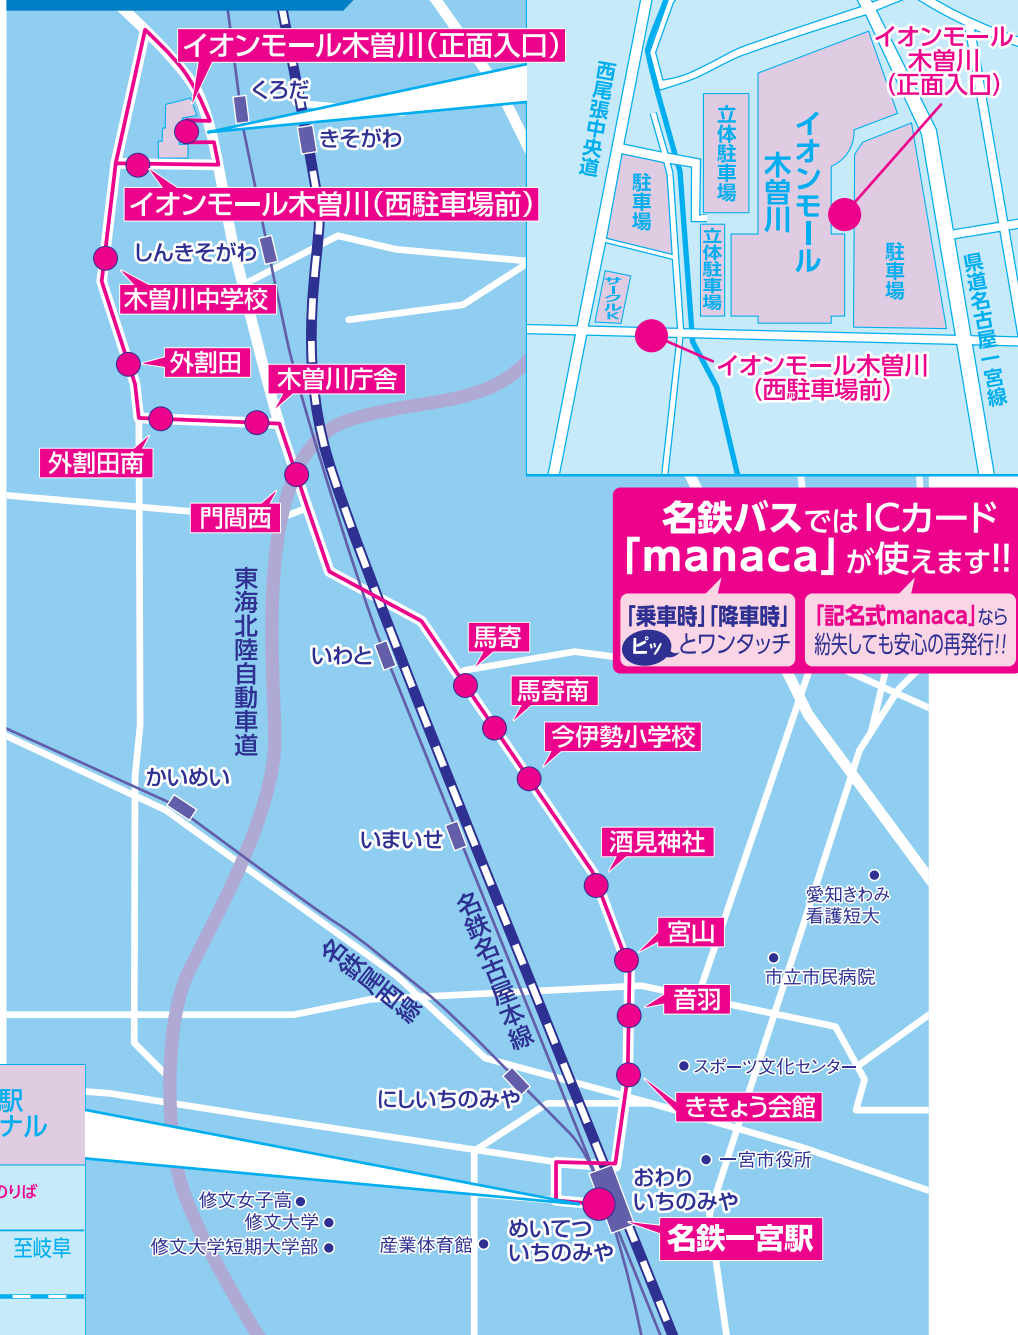 イオンモール木曽川（正面入口）
くろだ
きそがわ
イオンモール木曽川（西駐車場前）
しんきそがわ
木曽川中学校
外割田
木曽川庁舎
外割田南
門間西
東海北陸自動車道
いわと
馬寄
馬寄南
今伊勢小学校
かいめい
いまいせ
酒見神社
名鉄名古屋本線
名鉄尾西線
宮山
音羽
ききょう会館
にしいちのみや
愛知きわみ
看護短大
市立市民病院
スポーツ文化センター
一宮市役所
おわり
いちのみや
めいてつ
いちのみや
名鉄一宮駅
修文女子高
修文大学
修文大学短期大学部
産業体育館
駅
ナル
のりば
至岐阜
西尾張中央道
立体駐車場
駐車場
立体駐車場
サークルK
イオンモール
木曽川
駐車場
イオンモール
木曽川
（正面入口）
県道名古屋一宮線
イオンモール木曽川
（西駐車場前）
名鉄バスではICカード
「manaca」が使えます!!
「乗車時」「降車時」
ピッとワンタッチ
「記名式manaca」なら
紛失しても安心の再発行!!